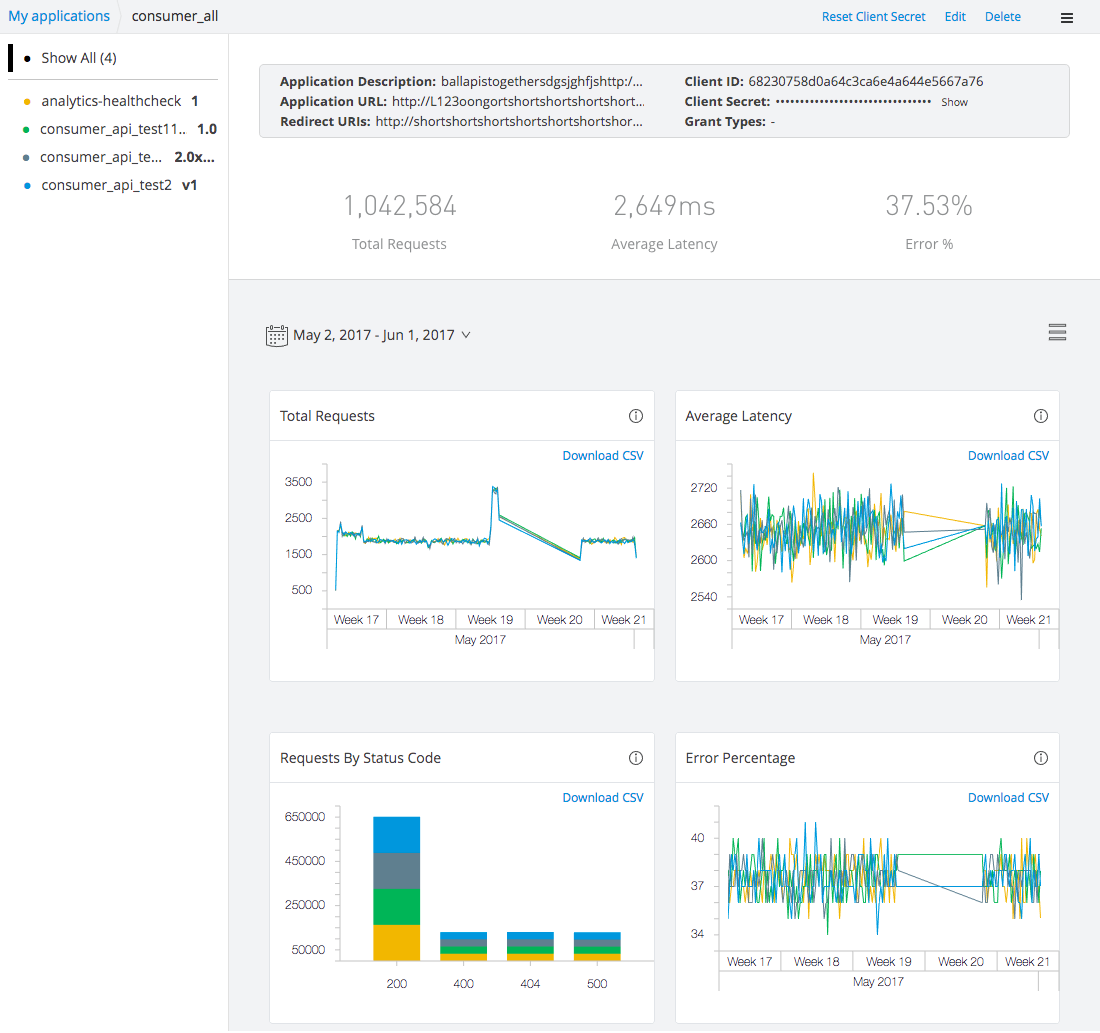 My applications consumer_all Reset Client Secret Edit Delete
Show All (4)
analytics-healthcheck 1
consumer_api_test11.. 1.0
consumer_api_te... 2.0x...
consumer_api_test2 v1
Application Description: ballapistogethersdgsjghfjshttp:/...
Application URL: http://L123oongortshortshortshortshort...
Redirect URIs: http://shortshortshortshortshortshortshor...
Client ID: 68230758d0a64c3ca6e4a644e5667a76
Client Secret: •••••••••••••••••••••••••••••••• Show
Grant Types: -
1,042,584
Total Requests
2,649ms
Average Latency
37.53%
Error %
May 2, 2017 - Jun 1, 2017
Total Requests
Download CSV
3500
2500
1500
500
Week 17 Week 18 Week 19 Week 20 Week 21
May 2017
Average Latency
Download CSV
2720
2660
2600
2540
Week 17 Week 18 Week 19 Week 20 Week 21
May 2017
Requests By Status Code
Download CSV
650000
450000
250000
50000
200 400 404 500
Error Percentage
Download CSV
40
37
34
Week 17 Week 18 Week 19 Week 20 Week 21
May 2017